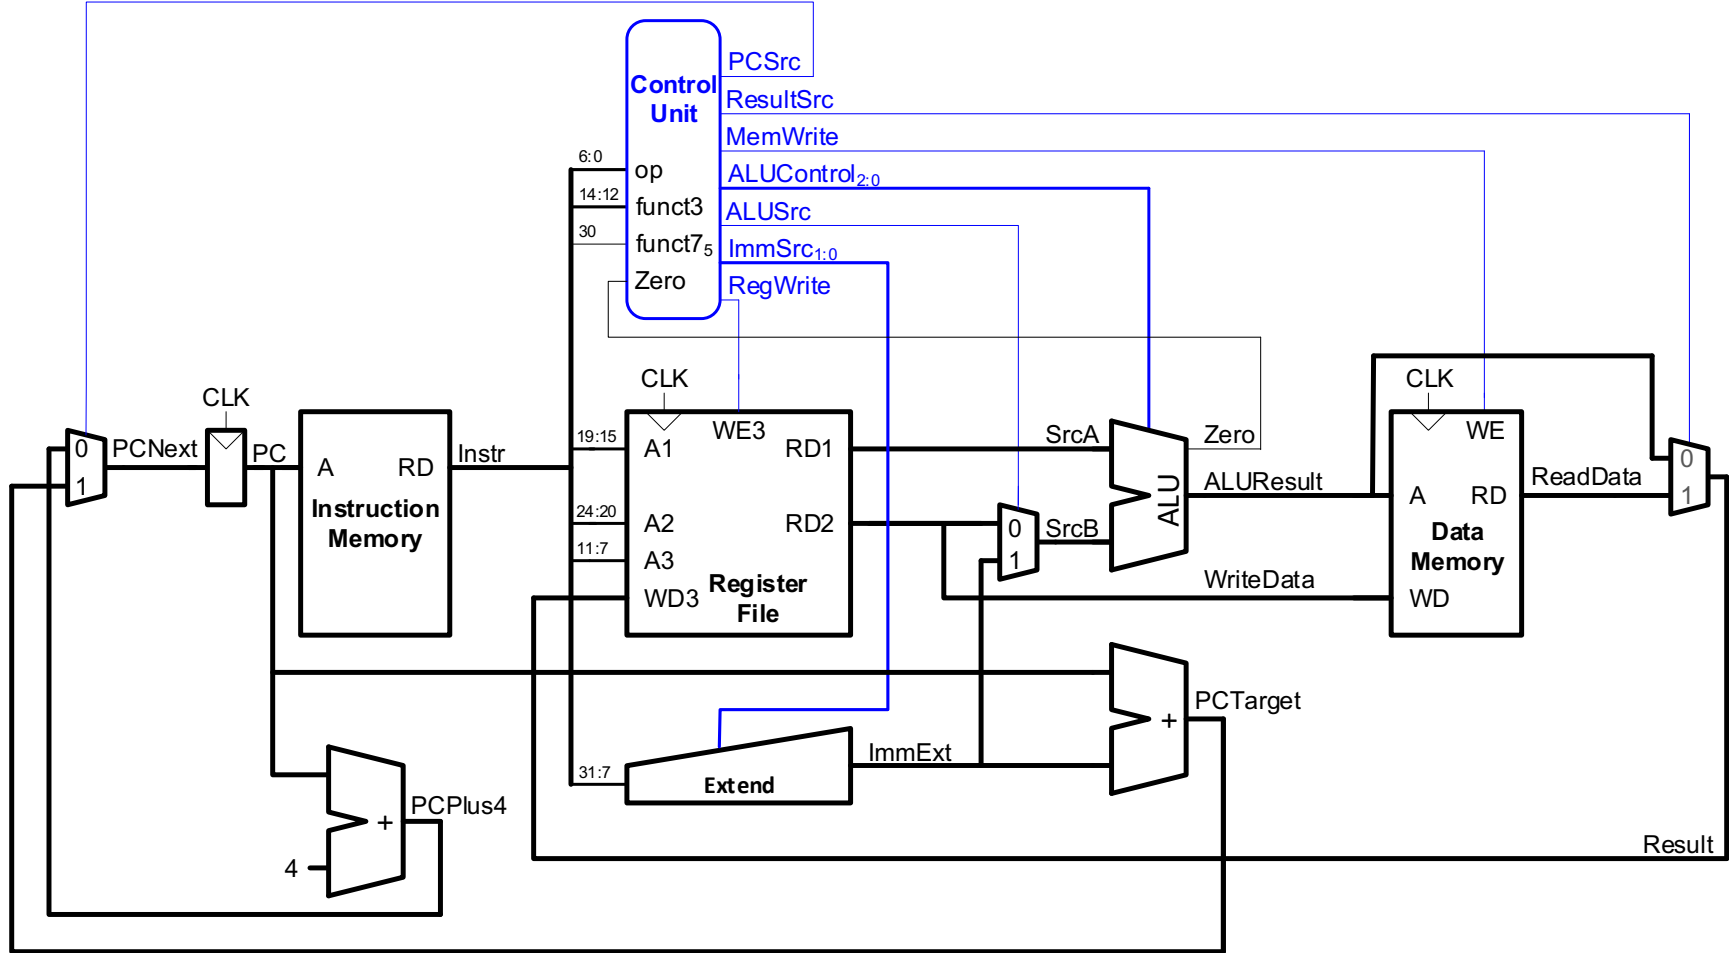 PCSrc
Control
Unit
ResultSrc
MemWrite
6:0
op
ALUControl2:0
14:12
funct3
ALUSrc
30
funct75
ImmSrc1:0
Zero
RegWrite
CLK
CLK
CLK
0
PCNext
PC
A
RD
Instr
19:15
A1
WE3
RD1
SrcA
Zero
WE
0
1
Instruction
Memory
24:20
A2
RD2
0
SrcB
ALU
ALUResult
A
RD
ReadData
1
11:7
A3
1
Data
Memory
WD3
Register
File
WriteData
WD
PCTarget
+
ImmExt
31:7
Extend
PCPlus4
+
4
Result